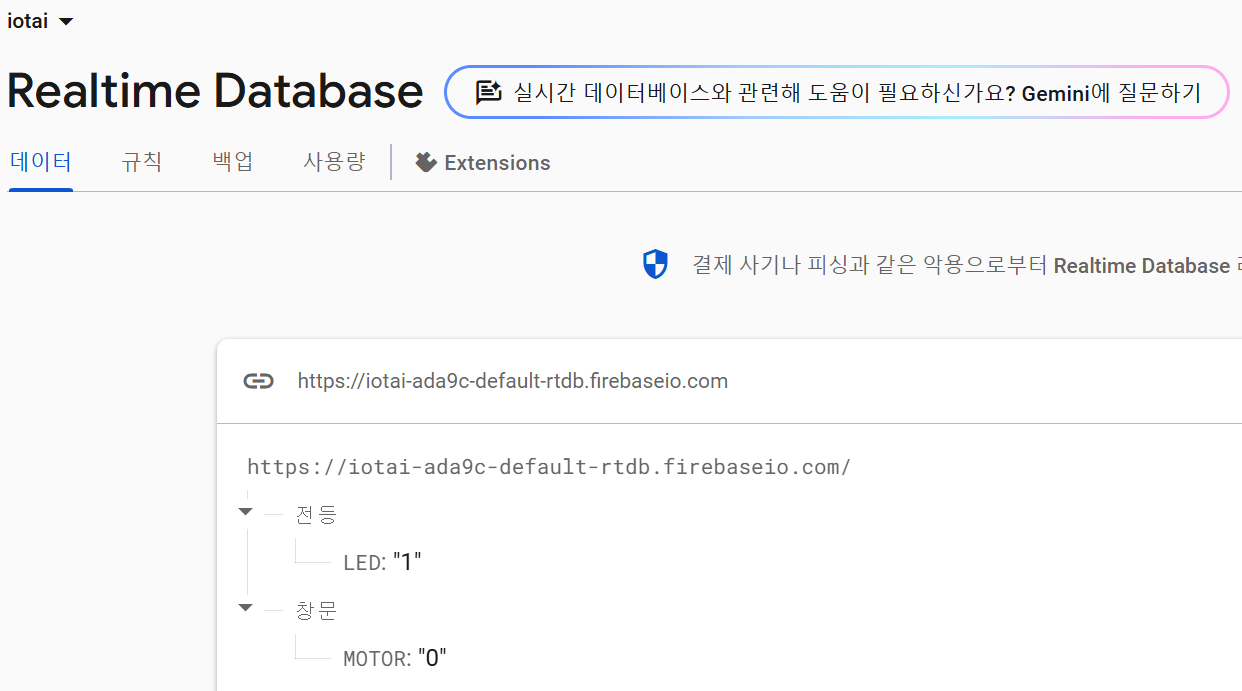 iotai
Realtime Database
실시간 데이터베이스와 관련해 도움이 필요하신가요? Gemini에 질문하기
데이터 규칙 백업 사용량 Extensions
결제 사기나 피싱과 같은 악용으로부터 Realtime Database
https://iotai-ada9c-default-rtdb.firebaseio.com
https://iotai-ada9c-default-rtdb.firebaseio.com/
전등
LED: "1"
창문
MOTOR: "0"